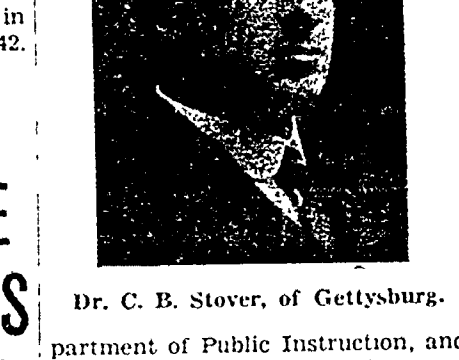 in
42.
S
Dr. C. B. Stover, of Gettysburg.
partment of Public Instruction, and